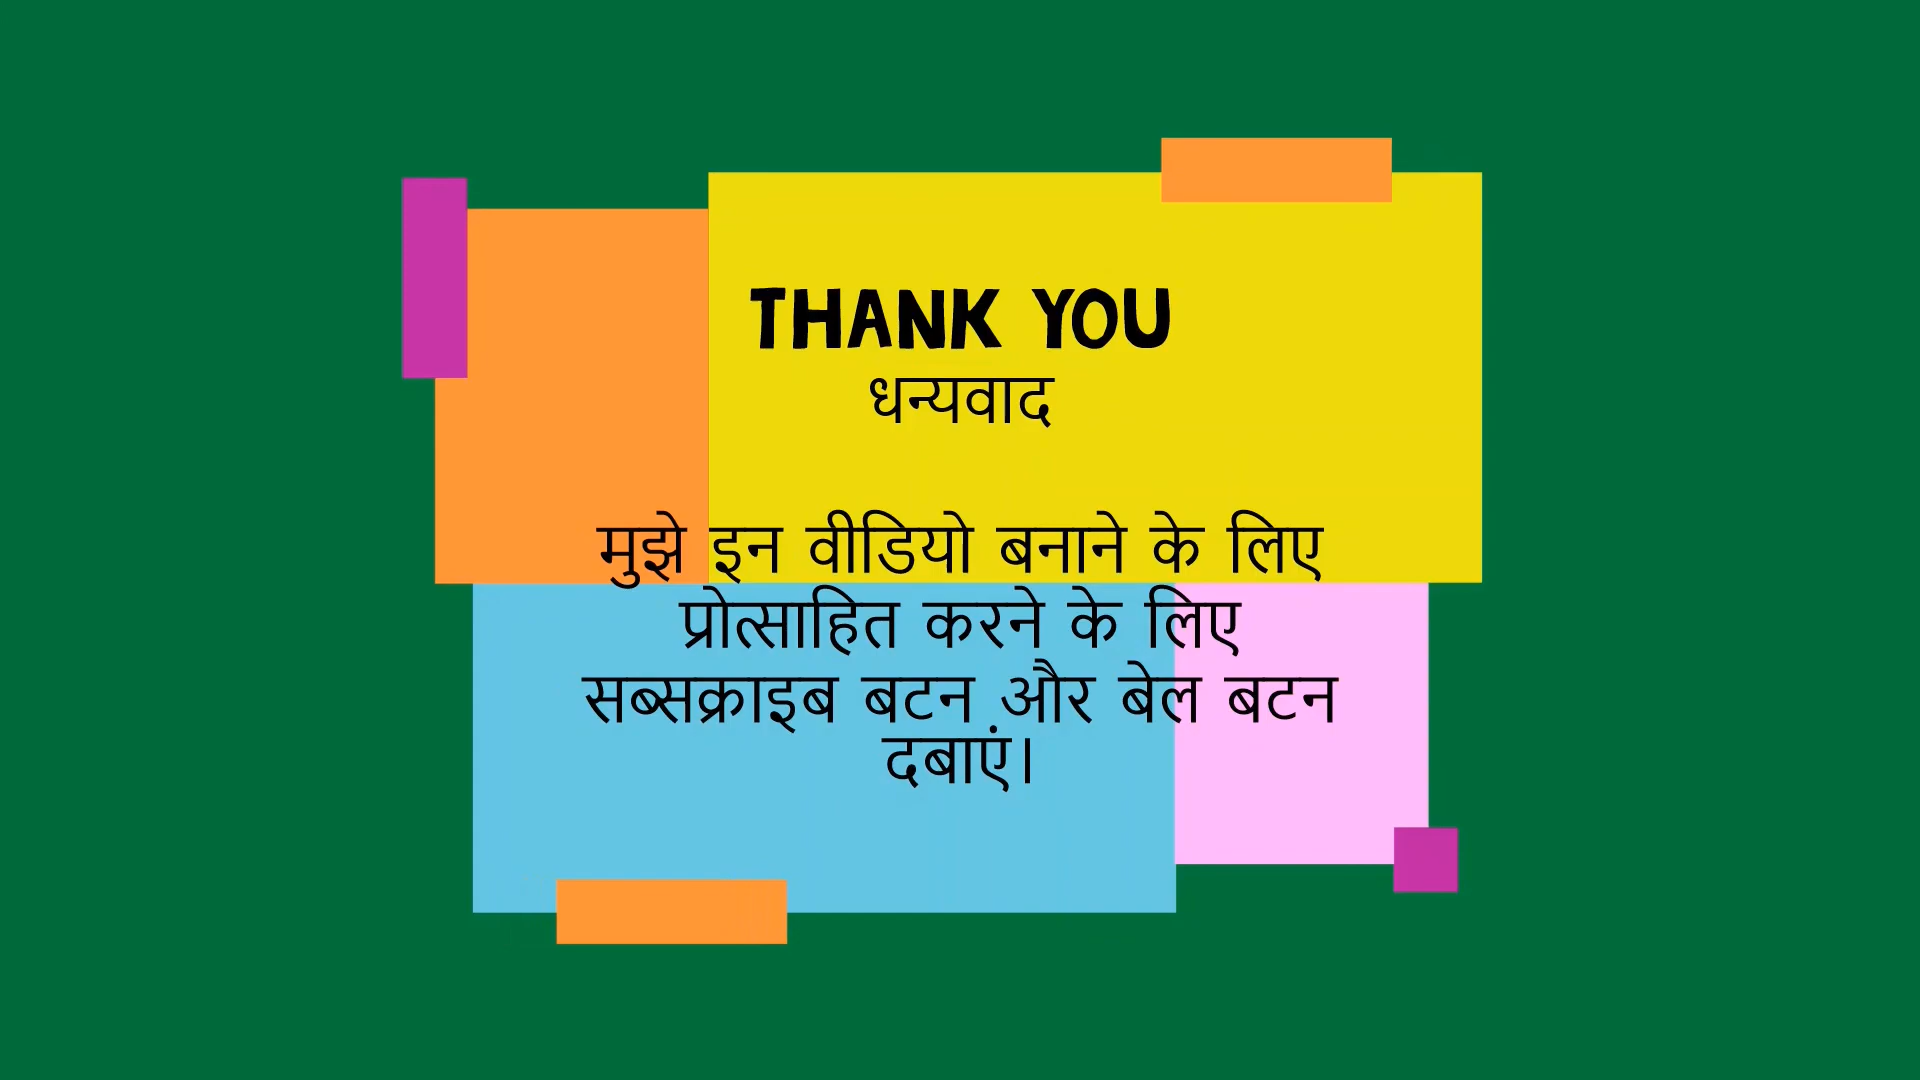 THANK YOU
धन्यवाद
मुझे इन वीडियो बनाने के लिए
प्रोत्साहित करने के लिए
सब्सक्राइब बटन और बेल बटन
दबाएं।